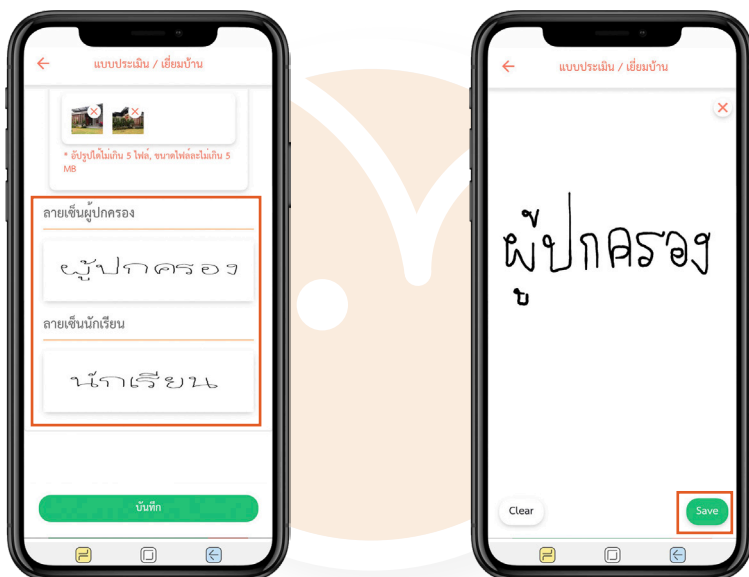 แบบประเมิน / เยี่ยมบ้าน
* อัปรูปได้ไม่เกิน 5 ไฟล์, ขนาดไฟล์ละไม่เกิน 5
MB
ลายเซ็นผู้ปกครอง
ผู้ปกครอง
ลายเซ็นนักเรียน
นักเรียน
บันทึก
แบบประเมิน / เยี่ยมบ้าน
ผู้ปกครอง
Clear
Save